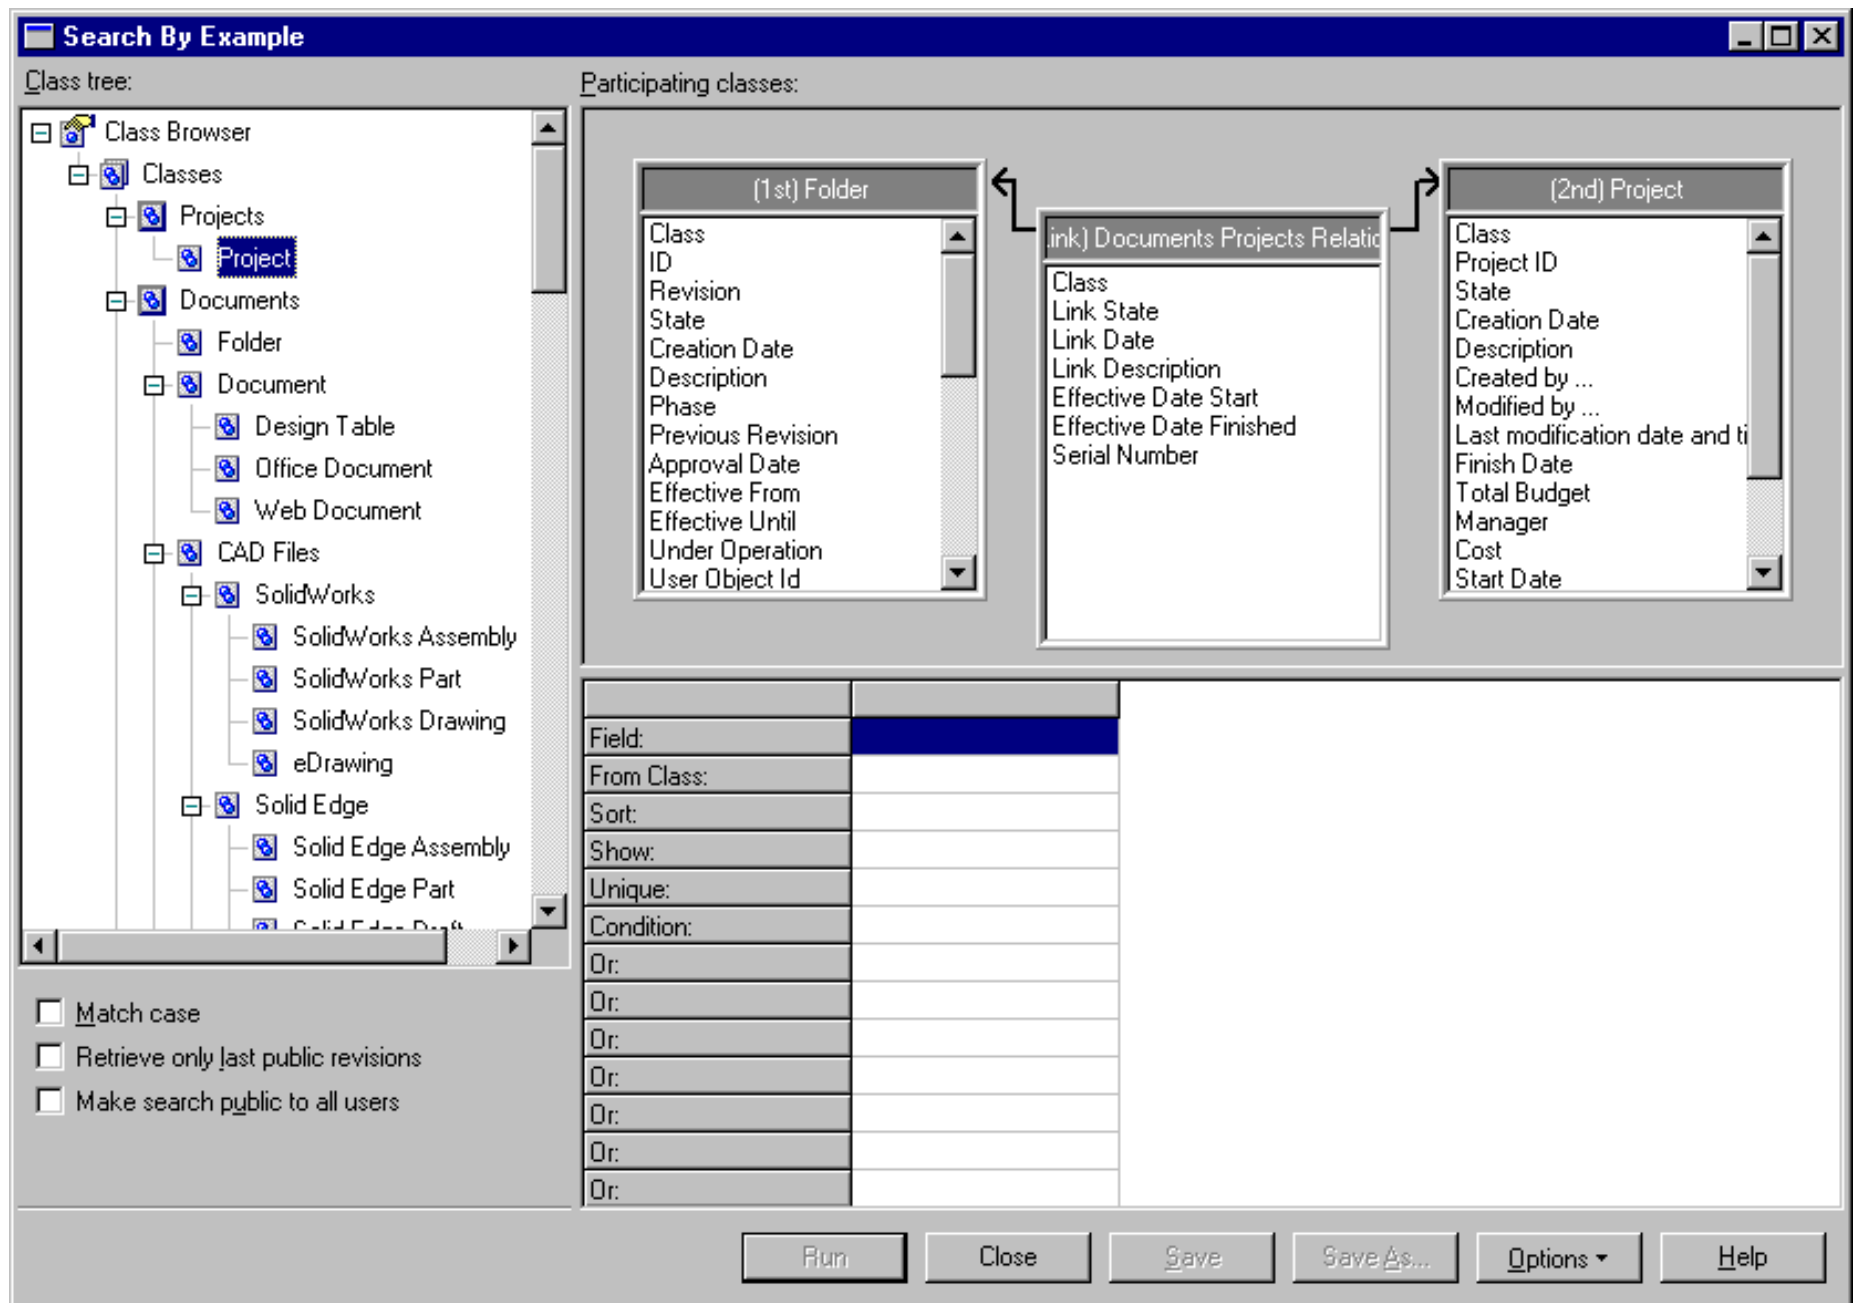 Search By Example
Class tree:
Class Browser
Classes
Projects
Project
Documents
Folder
Document
Design Table
Office Document
Web Document
CAD Files
SolidWorks
SolidWorks Assembly
SolidWorks Part
SolidWorks Drawing
eDrawing
Solid Edge
Solid Edge Assembly
Solid Edge Part
Solid Edge Draft
Match case
Retrieve only last public revisions
Make search public to all users
Participating classes:
(1st) Folder
Class
ID
Revision
State
Creation Date
Description
Phase
Previous Revision
Approval Date
Effective From
Effective Until
Under Operation
User Object Id
ink) Documents Projects Relatio
Class
Link State
Link Date
Link Description
Effective Date Start
Effective Date Finished
Serial Number
(2nd) Project
Class
Project ID
State
Creation Date
Description
Created by ...
Modified by ...
Last modification date and ti
Finish Date
Total Budget
Manager
Cost
Start Date
Field:
From Class:
Sort:
Show:
Unique:
Condition:
Or:
Or:
Or:
Or:
Or:
Or:
Or:
Run
Close
Save
Save As...
Options
Help